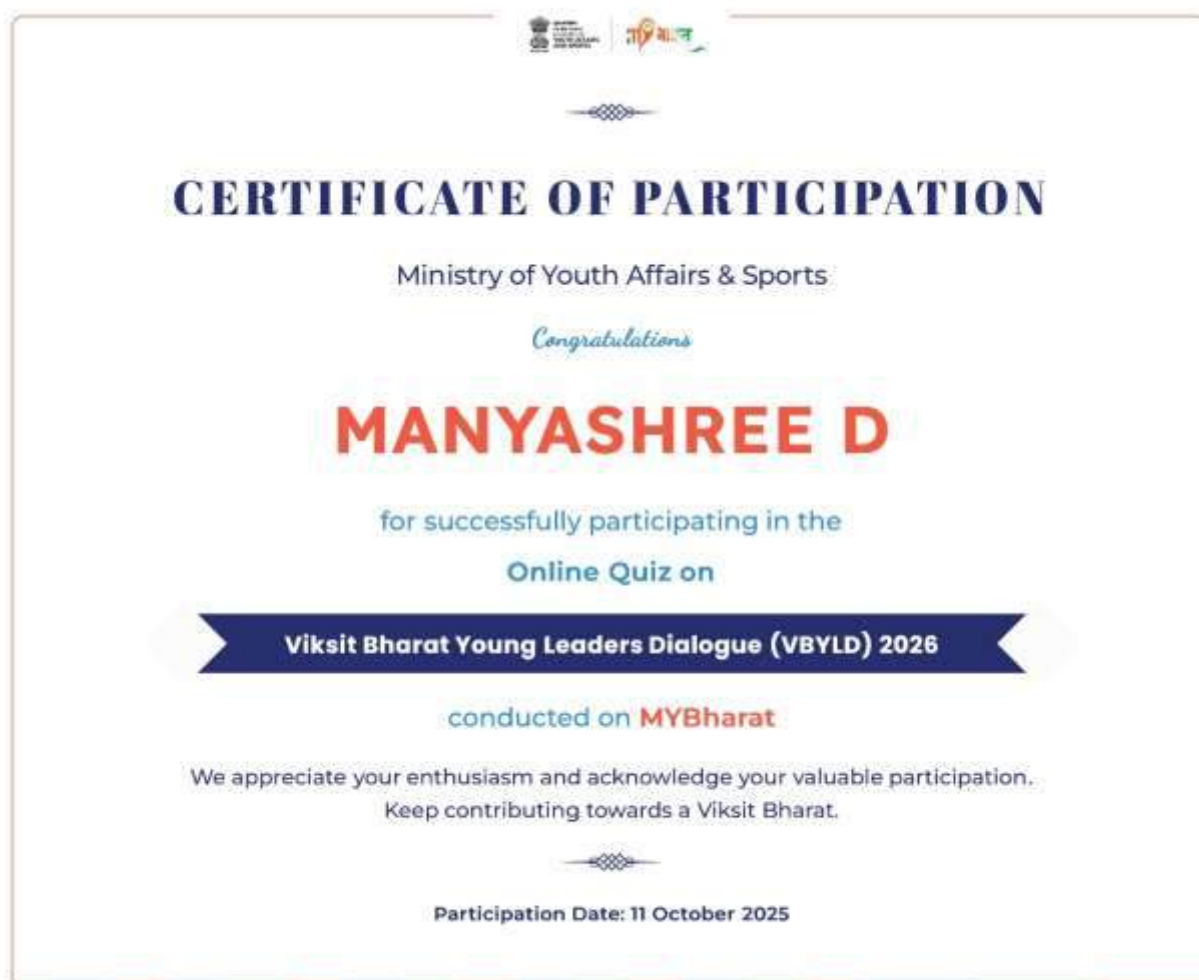 CERTIFICATE OF PARTICIPATION
Ministry of Youth Affairs & Sports
Congratulations
MANYASHREE D
for successfully participating in the
Online Quiz on
Viksit Bharat Young Leaders Dialogue (VBYLD) 2026
conducted on MYBharat
We appreciate your enthusiasm and acknowledge your valuable participation.
Keep contributing towards a Viksit Bharat.
Participation Date: 11 October 2025